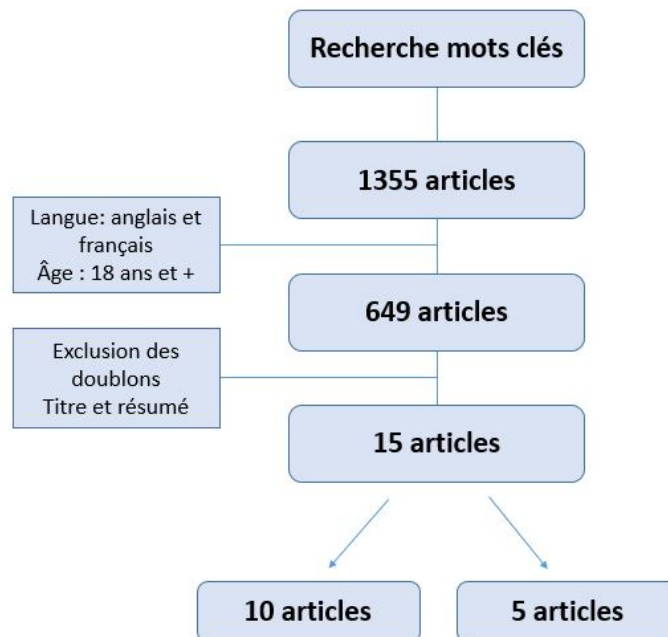 Recherche mots clés
1355 articles
Langue: anglais et
français
Âge : 18 ans et +
649 articles
Exclusion des
doublons
Titre et résumé
15 articles
10 articles
5 articles